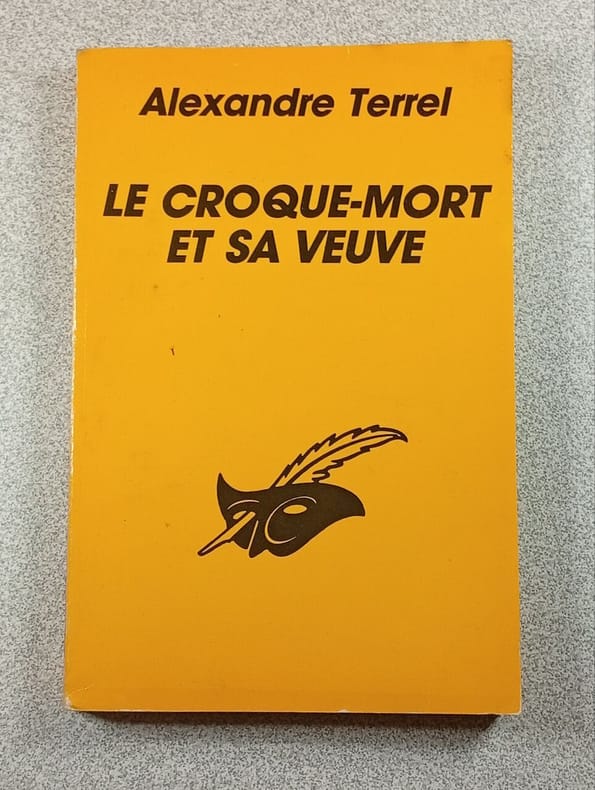 Alexandre Terrel
LE CROQUE-MORT
ET SA VEUVE